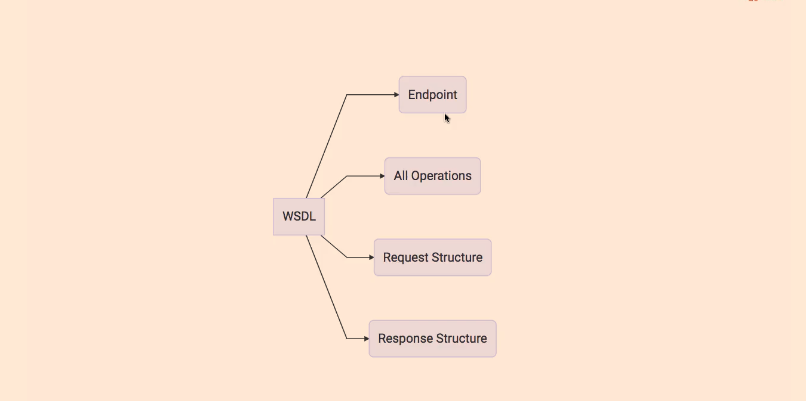 Endpoint
All Operations
WSDL
Request Structure
Response Structure